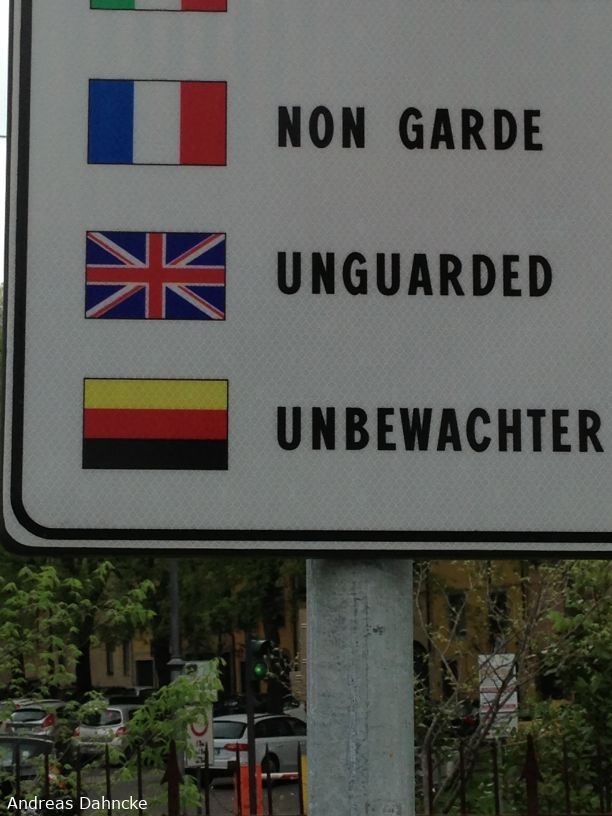 NON GARDE
UNGUARDED
UNBEWACHTER
Andreas Dahncke